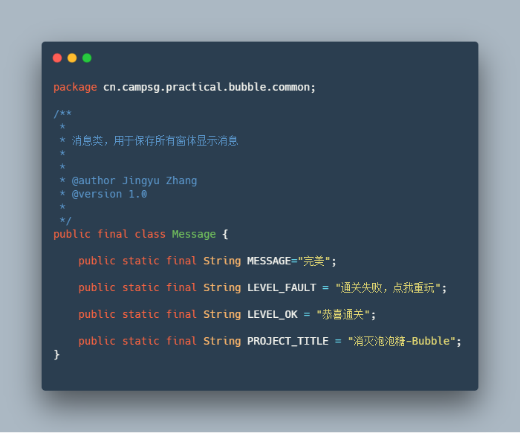 package cn.campsg.practical.bubble.common;
/**
 *
 * 消息类，用于保存所有窗体显示消息
 *
 *
 * @author Jingyu Zhang
 * @version 1.0
 *
 */
public final class Message {
public static final String MESSAGE="完美";
public static final String LEVEL_FAULT = "通关失败，点我重玩";
public static final String LEVEL_OK = "恭喜通关";
public static final String PROJECT_TITLE = "消灭泡泡糖-Bubble";
}